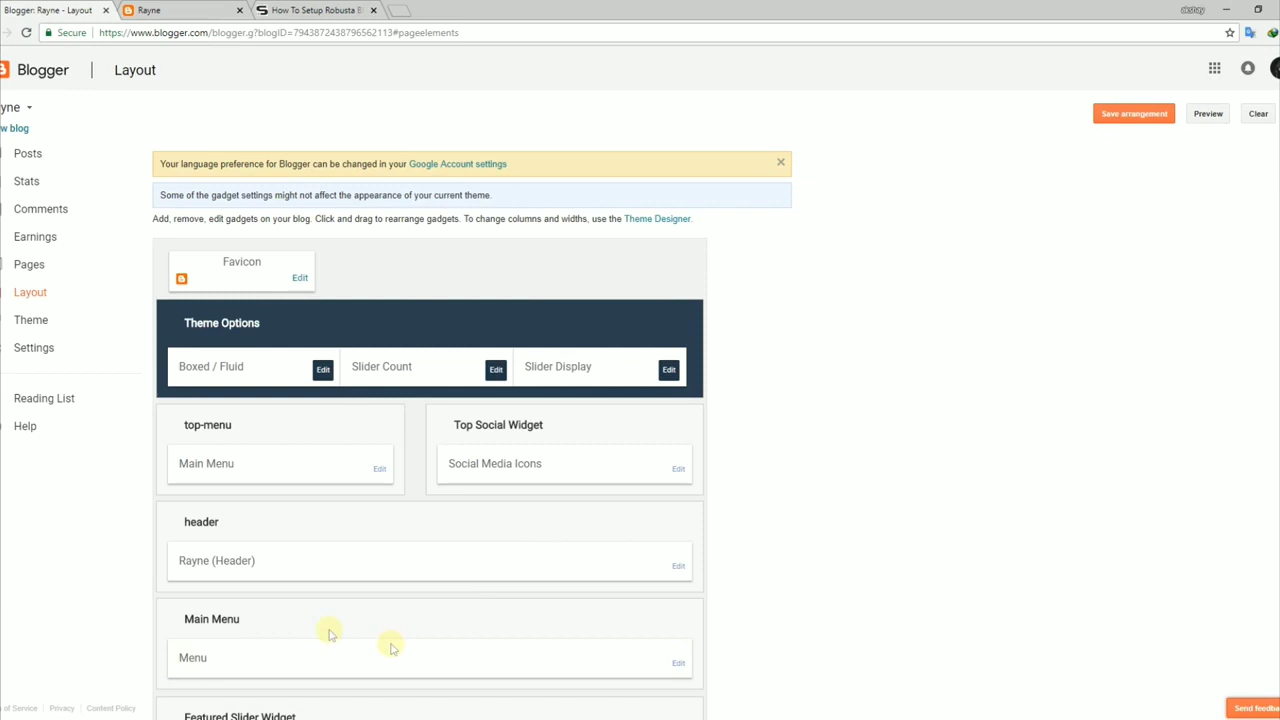 Blogger: Rayne - Layout
Rayne
How To Setup Robusta B
akshay
Secure
https://www.blogger.com/blogger.g?blogID=7943872438796562113#pageelements
Blogger
Layout
yne
w blog
Save arrangement
Preview
Clear
Posts
Stats
Comments
Earnings
Pages
Layout
Theme
Settings
Reading List
Help
Your language preference for Blogger can be changed in your Google Account settings
Some of the gadget settings might not affect the appearance of your current theme.
Add, remove, edit gadgets on your blog. Click and drag to rearrange gadgets. To change columns and widths, use the Theme Designer.
Favicon
Edit
Theme Options
Boxed / Fluid
Edit
Slider Count
Edit
Slider Display
Edit
top-menu
Main Menu
Edit
Top Social Widget
Social Media Icons
Edit
header
Rayne (Header)
Edit
Main Menu
Menu
Edit
Featured Slider Widget
s of Service
Privacy
Content Policy
Send feedba